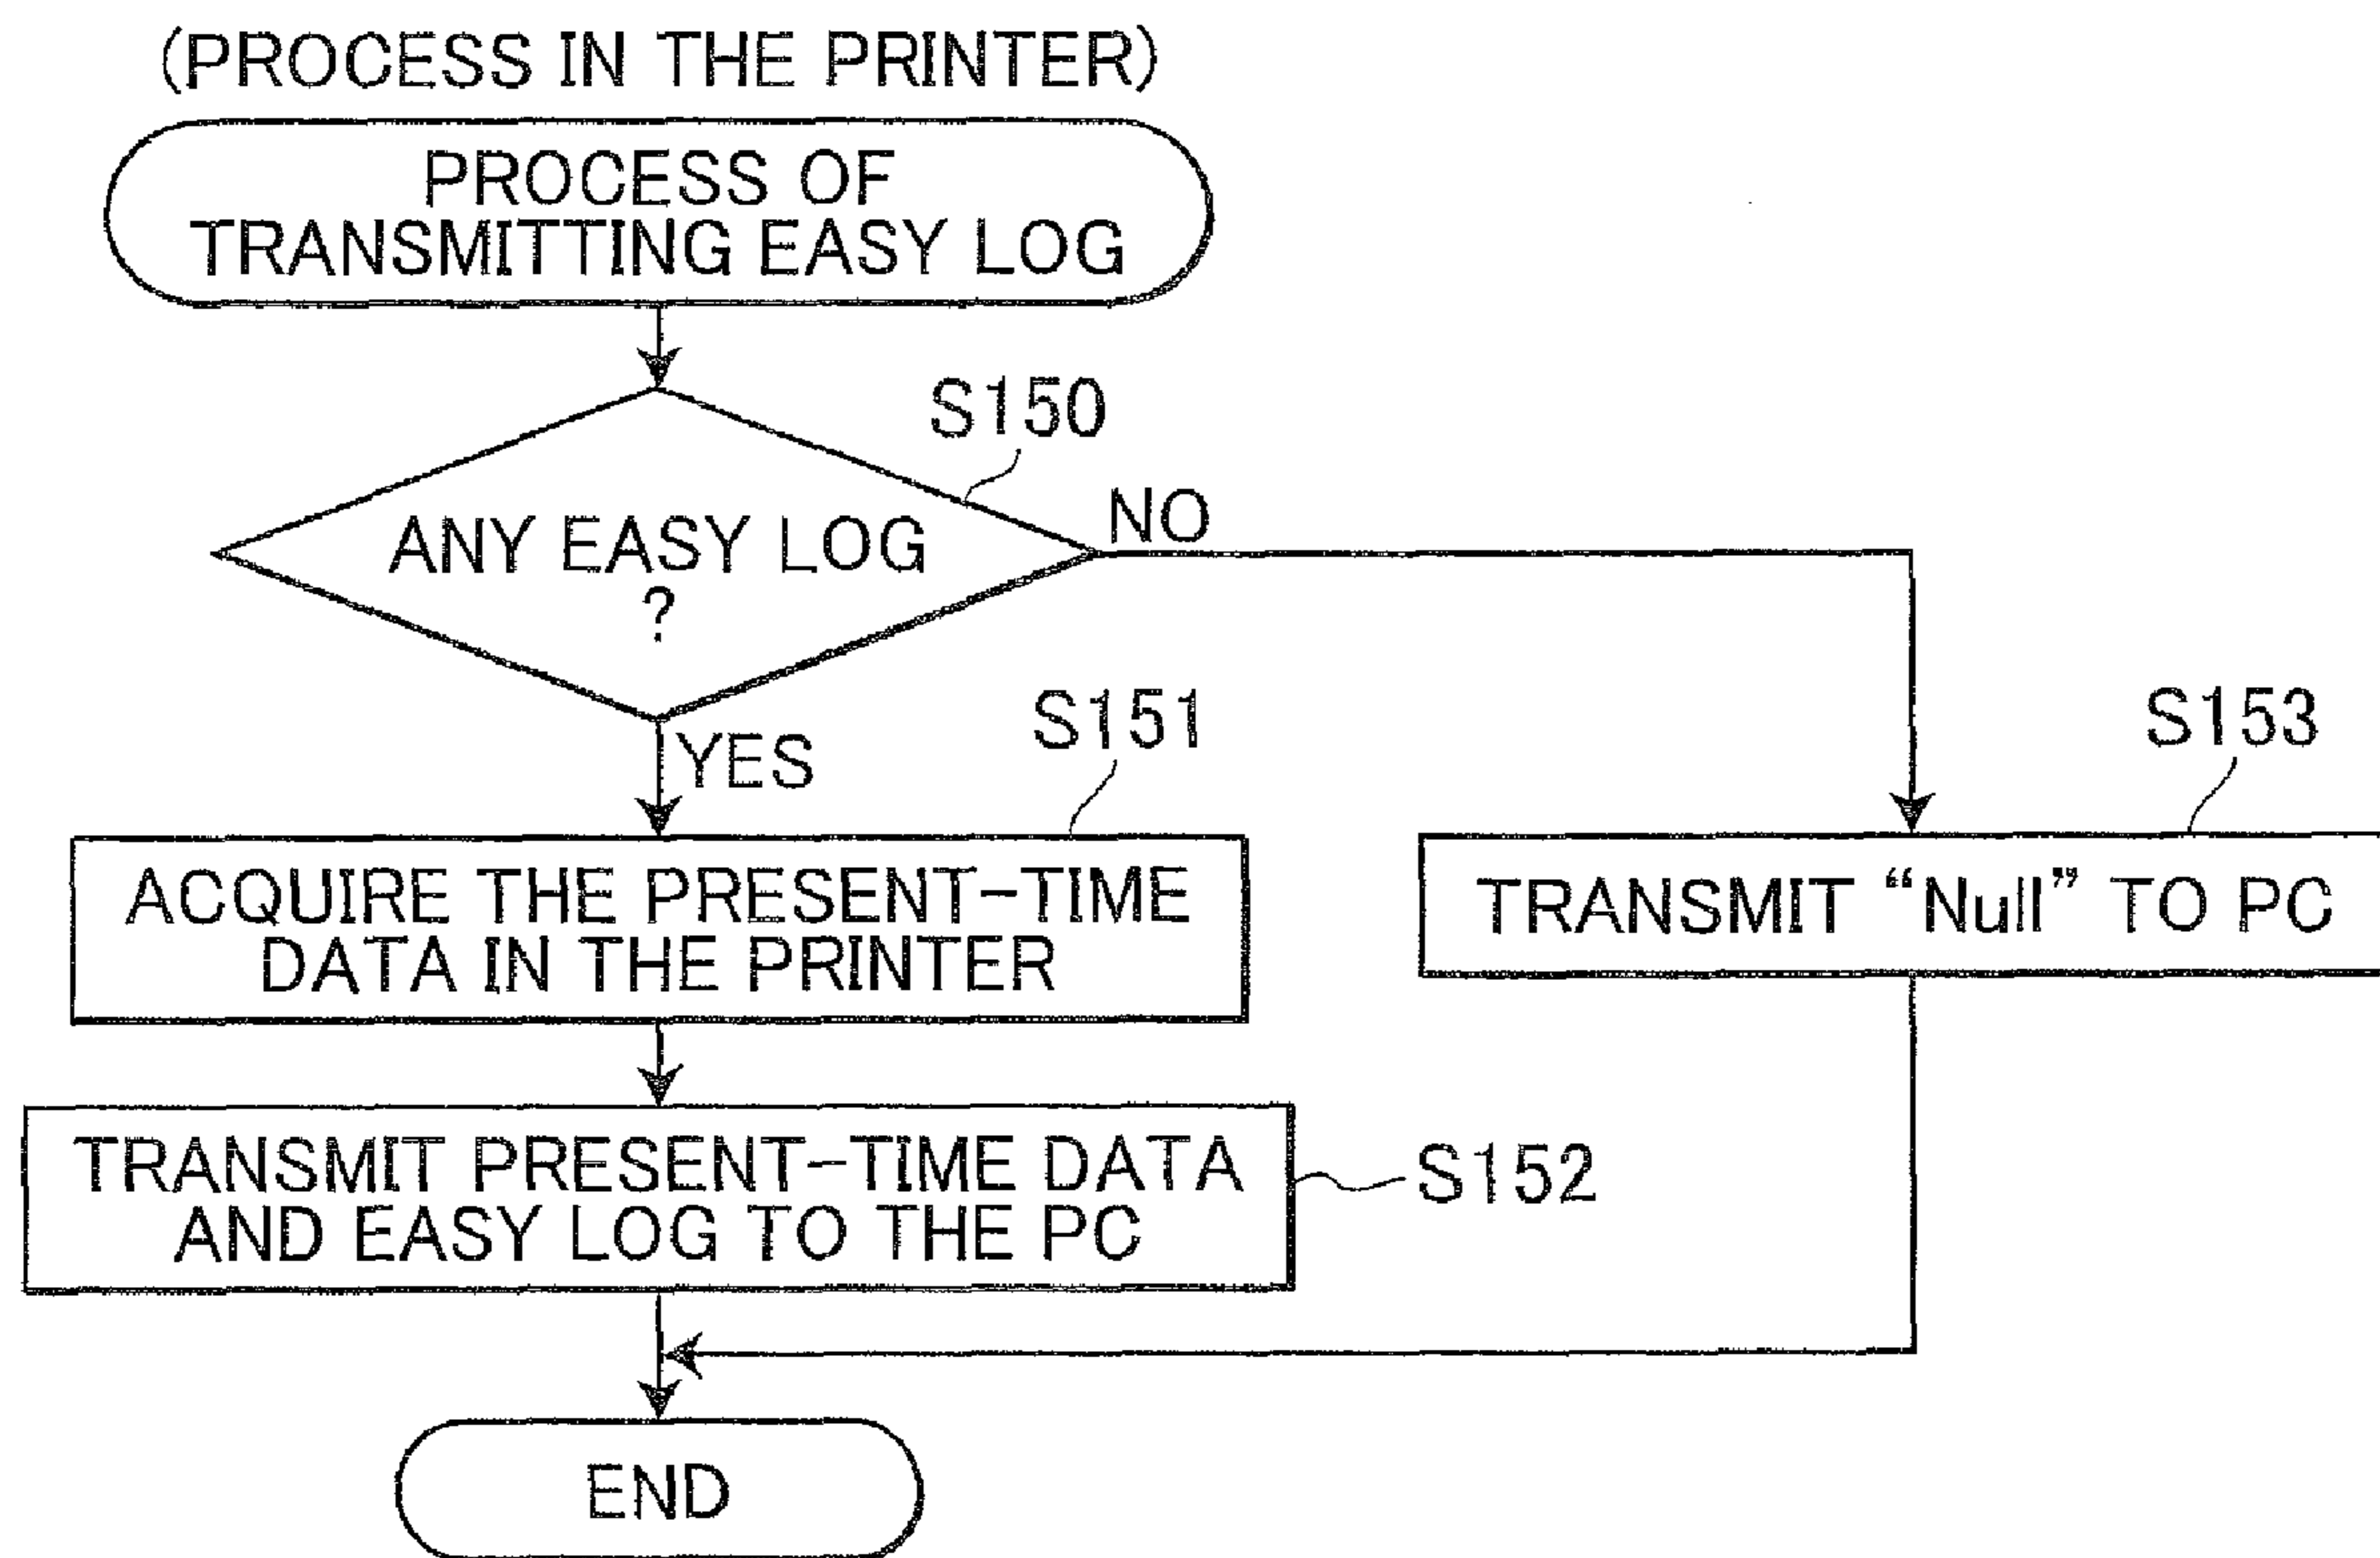 (PROCESS IN THE PRINTER)
PROCESS OF
TRANSMITTING EASY LOG
S150
ANY EASY LOG
?
NO
YES
S151
ACQUIRE THE PRESENT-TIME
DATA IN THE PRINTER
S153
TRANSMIT “Null” TO PC
TRANSMIT PRESENT-TIME DATA
AND EASY LOG TO THE PC
S152
END